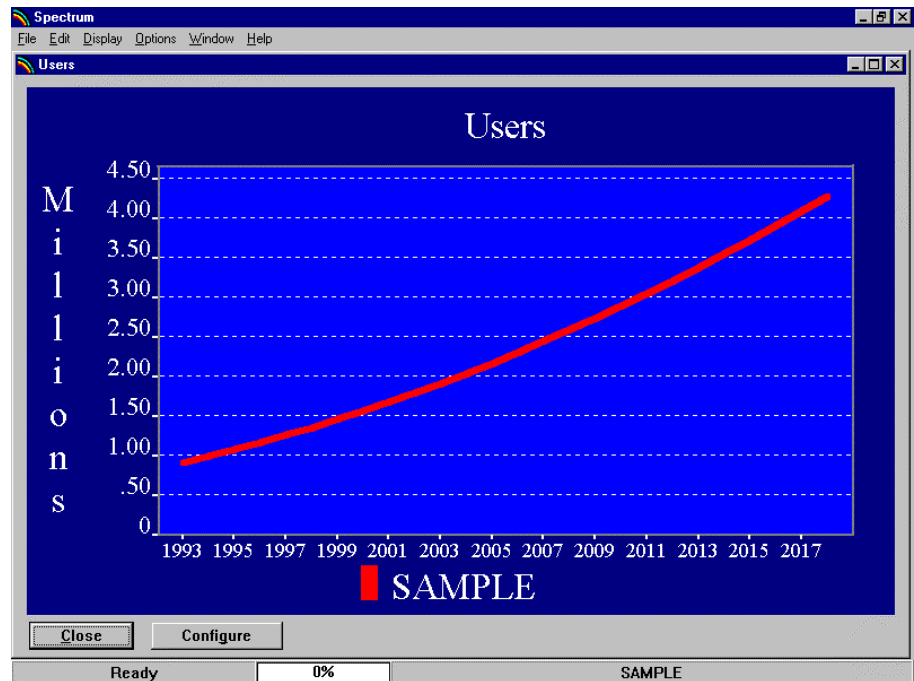 Spectrum
File Edit Display Options Window Help
Users
Users
Millions
4.50
4.00
3.50
3.00
2.50
2.00
1.50
1.00
.50
0
1993 1995 1997 1999 2001 2003 2005 2007 2009 2011 2013 2015 2017
SAMPLE
Close Configure
Ready 0% SAMPLE